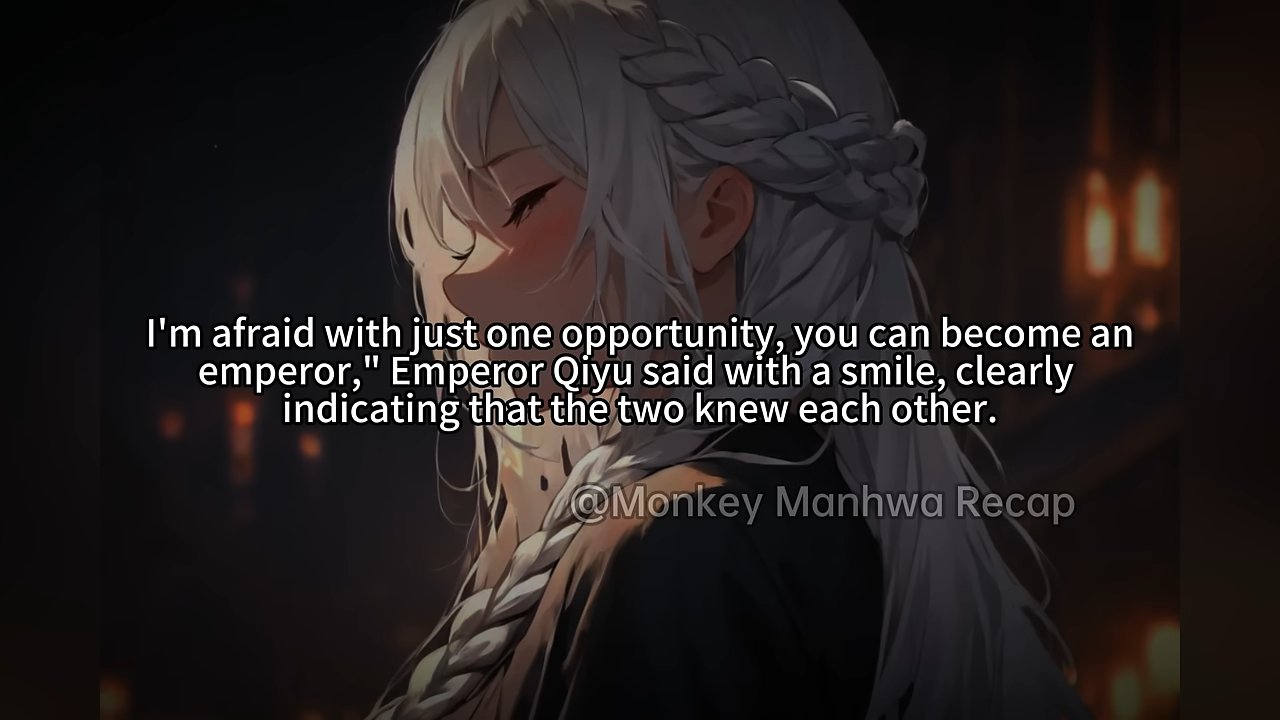 I'm afraid with just one opportunity, you can become an
emperor," Emperor Qiyu said with a smile, clearly
indicating that the two knew each other.
@Monkey Manhwa Recap